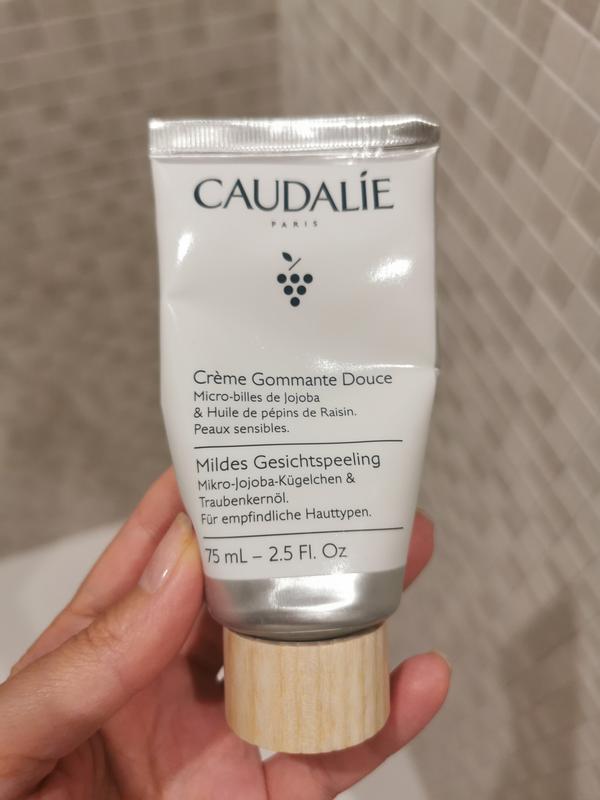 CAUDALÍE
PARIS
Crème Gommante Douce
Micro-billes de Jojoba
& Huile de pépins de Raisin.
Peaux sensibles.
Mildes Gesichtspeeling
Mikro-Jojoba-Kügelchen &
Traubenkernöl.
Für empfindliche Hauttypen.
75 mL – 2.5 Fl. Oz